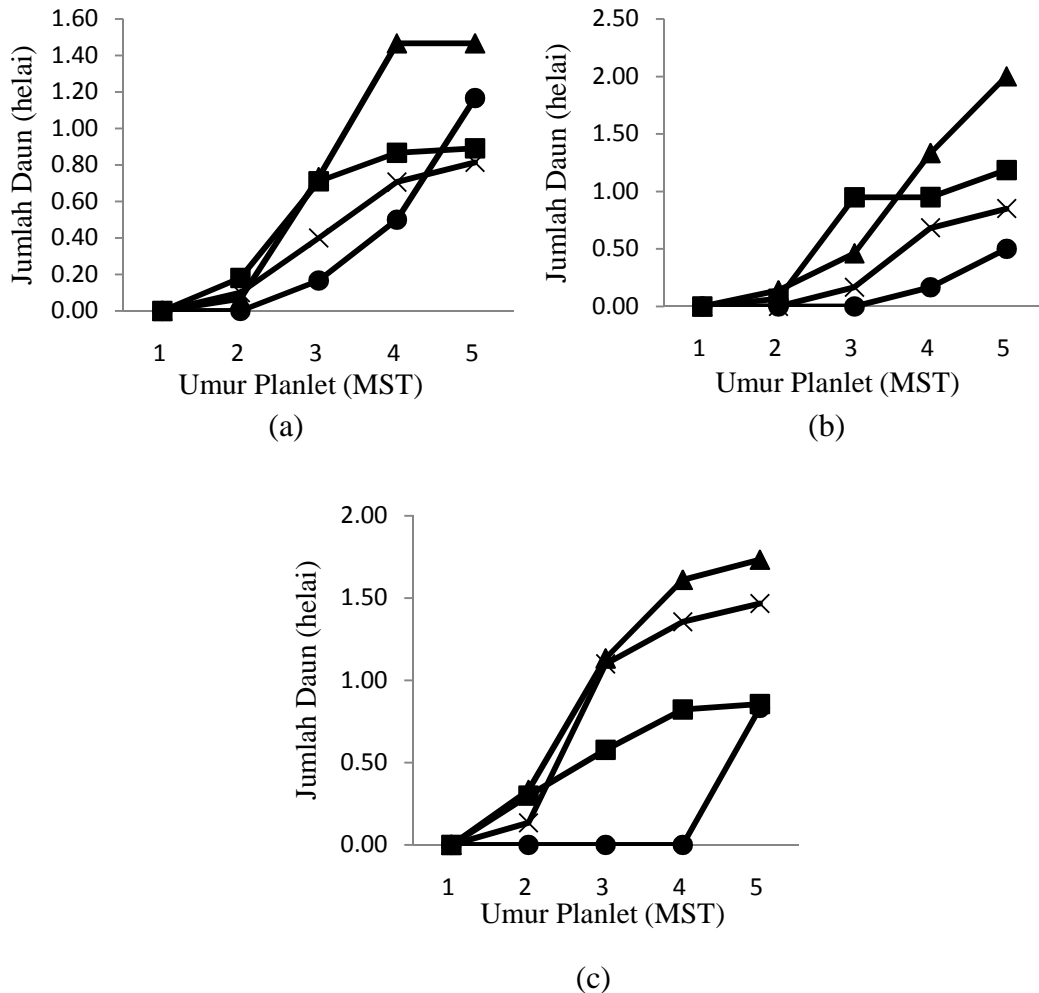 Jumlah Daun (helai)
1.60
1.40
1.20
1.00
0.80
0.60
0.40
0.20
0.00
1 2 3 4 5
Umur Planlet (MST)
(a)
Jumlah Daun (helai)
2.50
2.00
1.50
1.00
0.50
0.00
1 2 3 4 5
Umur Planlet (MST)
(b)
Jumlah Daun (helai)
2.00
1.50
1.00
0.50
0.00
1 2 3 4 5
Umur Planlet (MST)
(c)